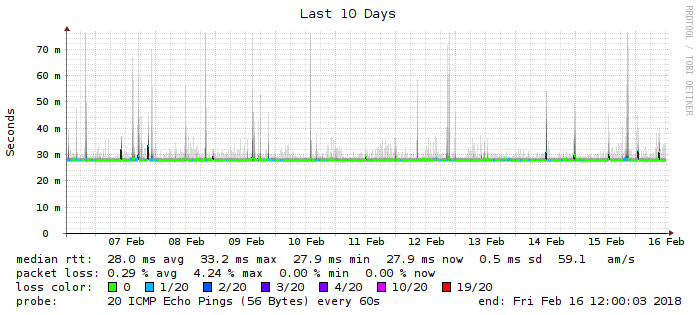 Last 10 Days
RRDTOOL / TOBI OETIKER
Seconds
70 m
60 m
50 m
40 m
30 m
20 m
10 m
0
07 Feb 08 Feb 09 Feb 10 Feb 11 Feb 12 Feb 13 Feb 14 Feb 15 Feb 16 Feb
median rtt: 28.0 ms avg 33.2 ms max 27.9 ms min 27.9 ms now 0.5 ms sd 59.1 am/s
packet loss: 0.29 % avg 4.24 % max 0.00 % min 0.00 % now
loss color: 0 1/20 2/20 3/20 4/20 10/20 19/20
probe: 20 ICMP Echo Pings (56 Bytes) every 60s end: Fri Feb 16 12:00:03 2018